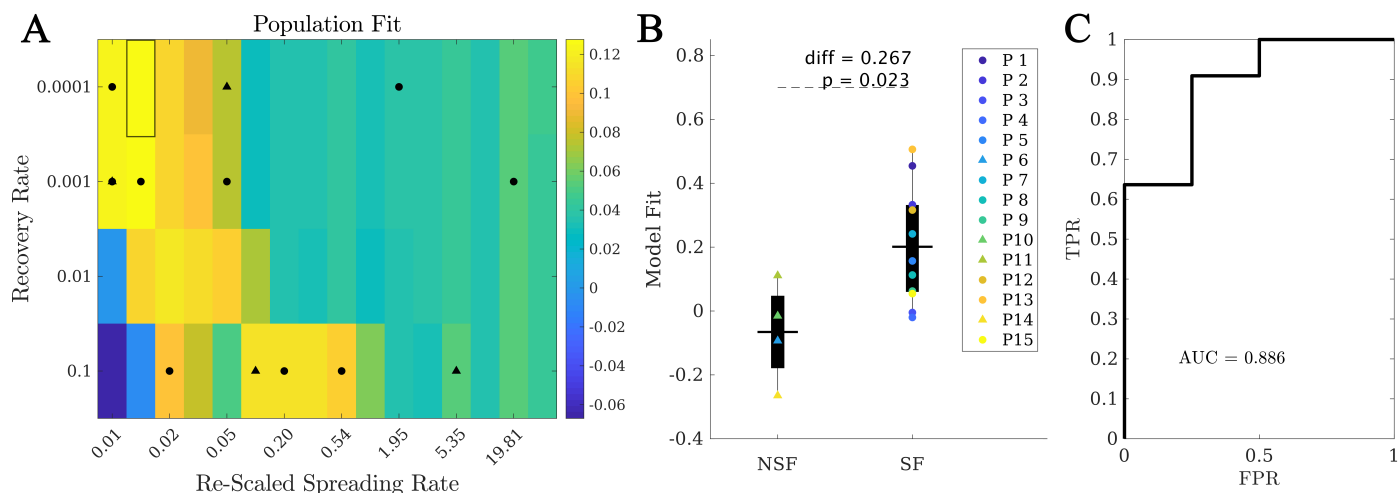 A
Population Fit
Recovery Rate
0.0001
0.001
0.01
0.1
0.01
0.02
0.05
0.20
0.54
1.95
5.35
19.81
Re-Scaled Spreading Rate
0.12
0.10
0.08
0.06
0.04
0.02
0
-0.02
-0.04
-0.06
B
Model Fit
0.8
0.6
0.4
0.2
0
-0.2
-0.4
diff = 0.267
p = 0.023
NSF
SF
P 1
P 2
P 3
P 4
P 5
P 6
P 7
P 8
P 9
P10
P11
P12
P13
P14
P15
C
TPR
1
0.9
0.8
0.7
0.6
0.5
0.4
0.3
0.2
0.1
0
AUC = 0.886
0
0.5
1
FPR